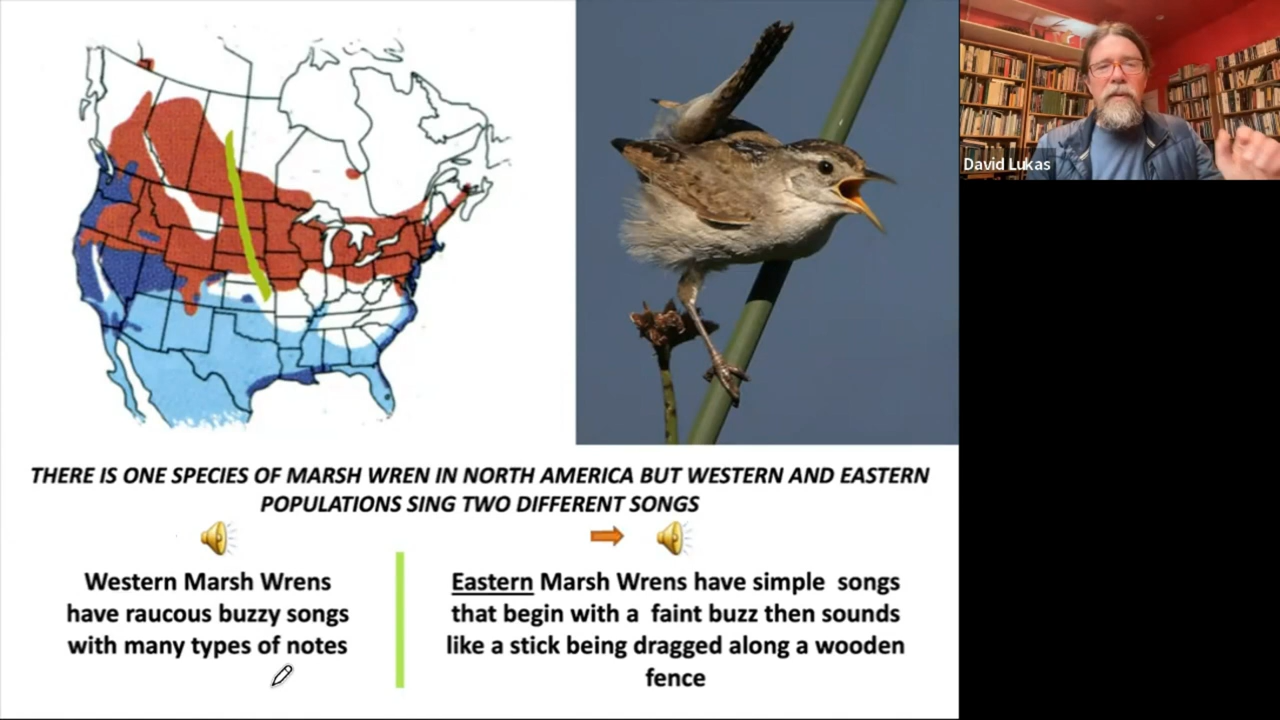 David Lukas
THERE IS ONE SPECIES OF MARSH WREN IN NORTH AMERICA BUT WESTERN AND EASTERN
POPULATIONS SING TWO DIFFERENT SONGS
Western Marsh Wrens
have raucous buzzy songs
with many types of notes
Eastern Marsh Wrens have simple songs
that begin with a faint buzz then sounds
like a stick being dragged along a wooden
fence